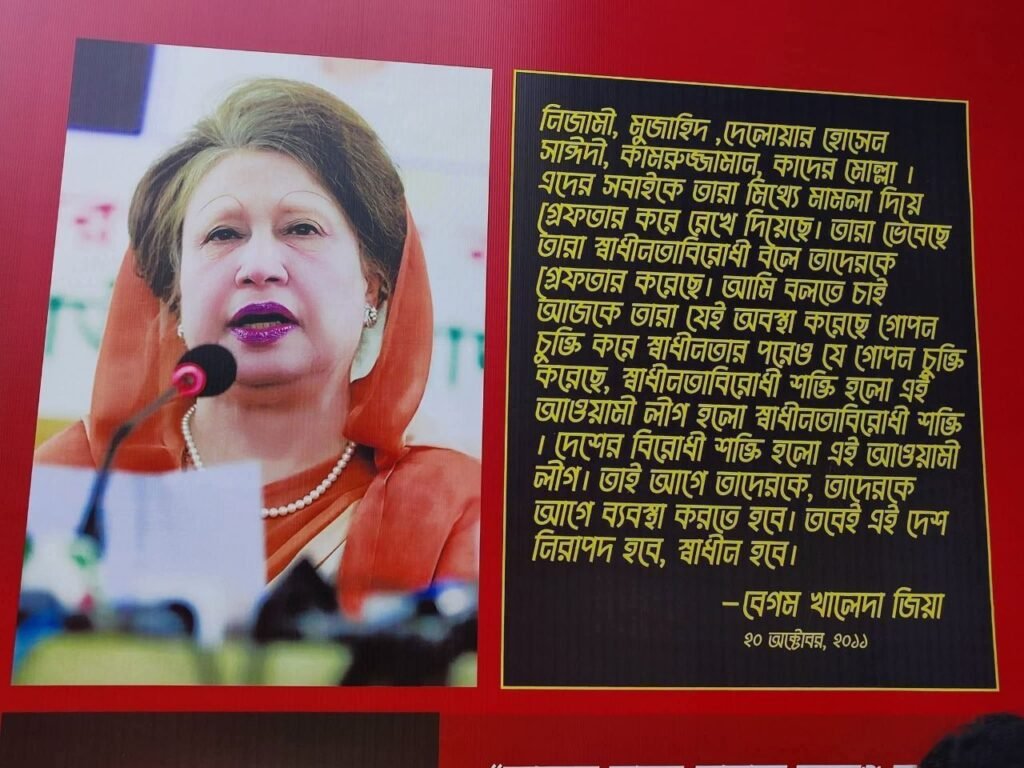 নিজামী, মুজাহিদ ,দেলোয়ার হোসেন
সাঈদী, কামরুজ্জামান, কাদের মোল্লা ।
এদের সবাইকে তারা মিথ্যে মামলা দিয়ে
গ্রেফতার করে রেখে দিয়েছে। তারা ভেবেছে
তারা স্বাধীনতাবিরোধী বলে তাদেরকে
গ্রেফতার করেছে। আমি বলতে চাই
আজকে তারা যেই অবস্থা করেছে গোপন
চুক্তি করে স্বাধীনতার পরেও যে গোপন চুক্তি
করেছে, স্বাধীনতাবিরোধী শক্তি হলো এই
আওয়ামী লীগ হলো স্বাধীনতাবিরোধী শক্তি
। দেশের বিরোধী শক্তি হলো এই আওয়ামী
লীগ। তাই আগে তাদেরকে, তাদেরকে
আগে ব্যবস্থা করতে হবে। তবেই এই দেশ
নিরাপদ হবে, স্বাধীন হবে।
–বেগম খালেদা জিয়া
২০ অক্টোবর, ২০১১